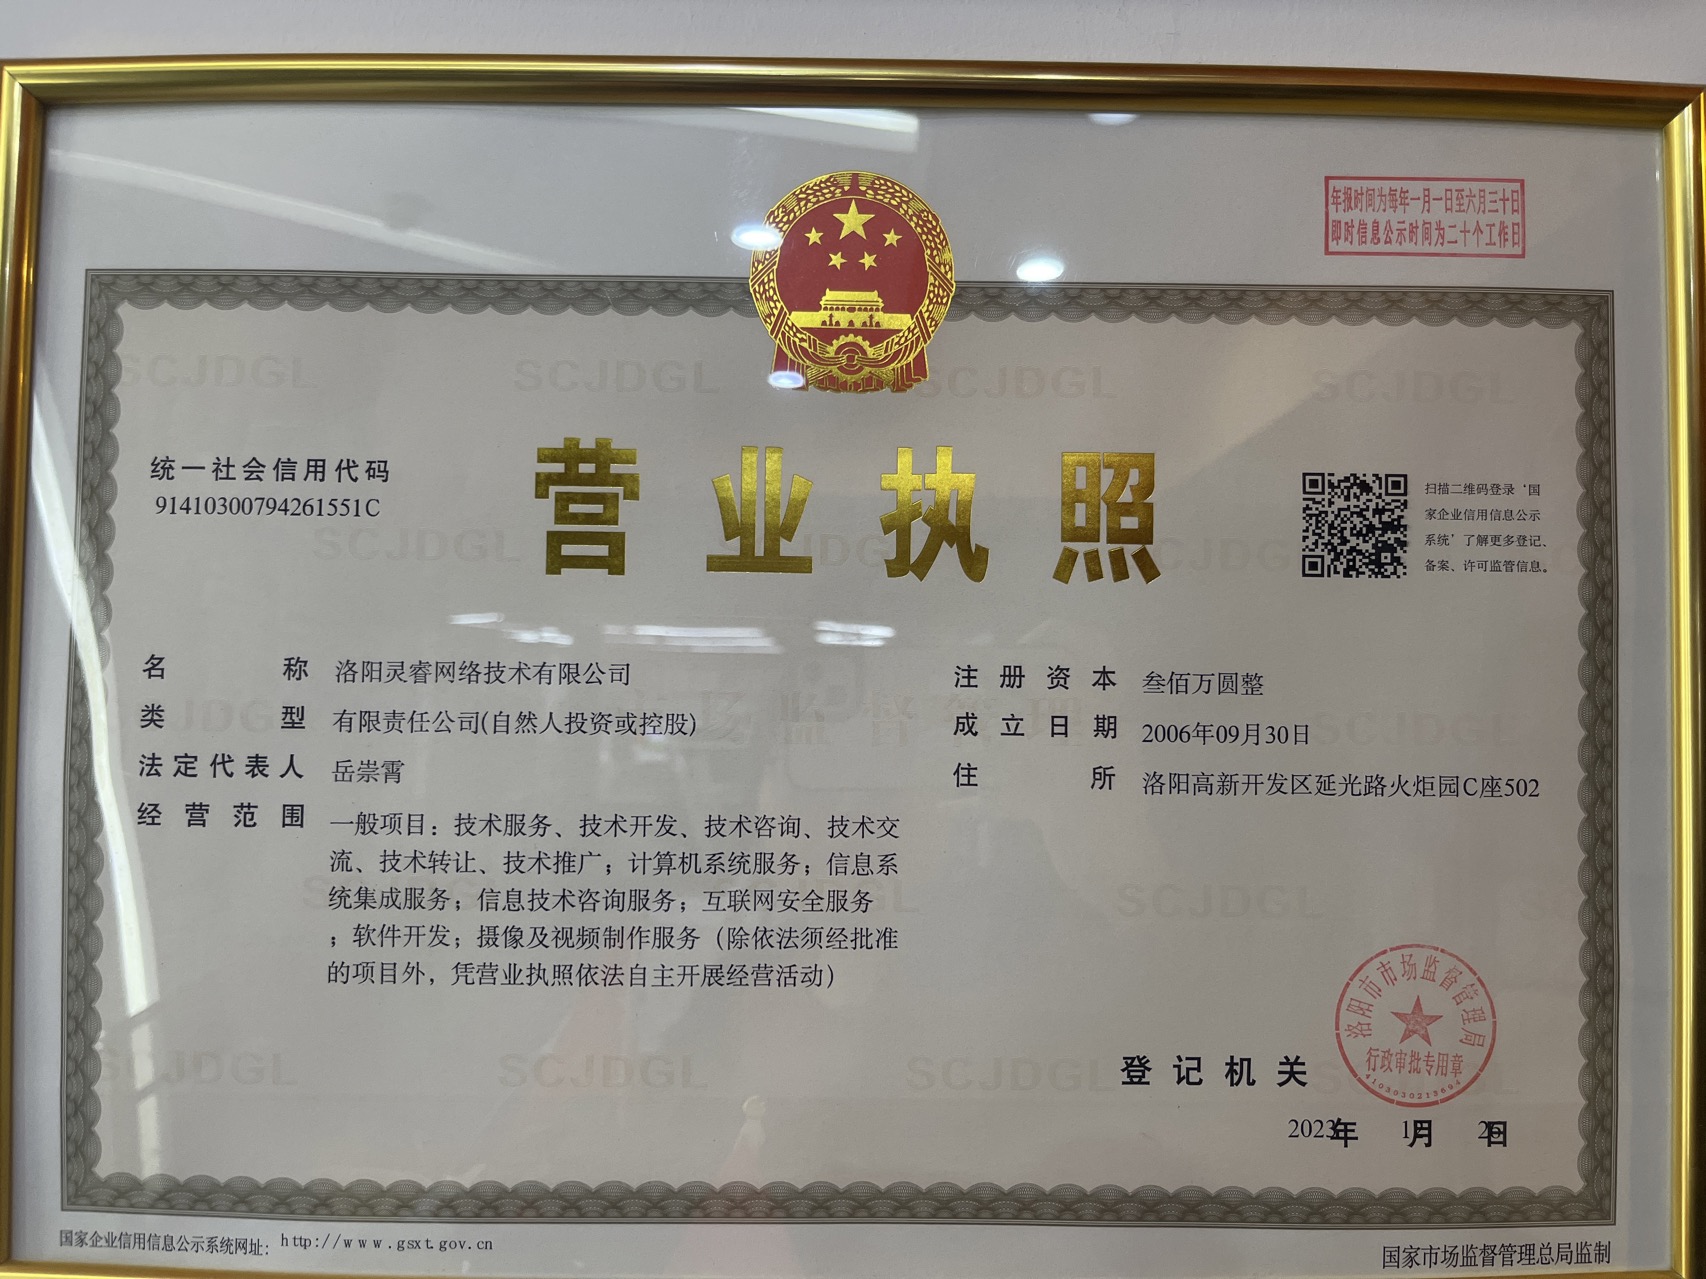 年报时间为每年一月一日至六月三十日
即时信息公示时间为二十个工作日
统一社会信用代码
91410300794261551C
营业执照
扫描二维码登录‘国
家企业信用信息公示
系统’了解更多登记、
备案、许可监管信息。
名称 洛阳灵睿网络技术有限公司
类型 有限责任公司(自然人投资或控股)
法定代表人 岳崇霄
经营范围 一般项目：技术服务、技术开发、技术咨询、技术交
流、技术转让、技术推广；计算机系统服务；信息系
统集成服务；信息技术咨询服务；互联网安全服务
；软件开发；摄像及视频制作服务（除依法须经批准
的项目外，凭营业执照依法自主开展经营活动）
注册资本 叁佰万圆整
成立日期 2006年09月30日
住所 洛阳高新开发区延光路火炬园C座502
登记机关
洛阳市市场监督管理局
行政审批专用章
2023年 月 日
国家企业信用信息公示系统网址： http://www.gsxt.gov.cn
国家市场监督管理总局监制